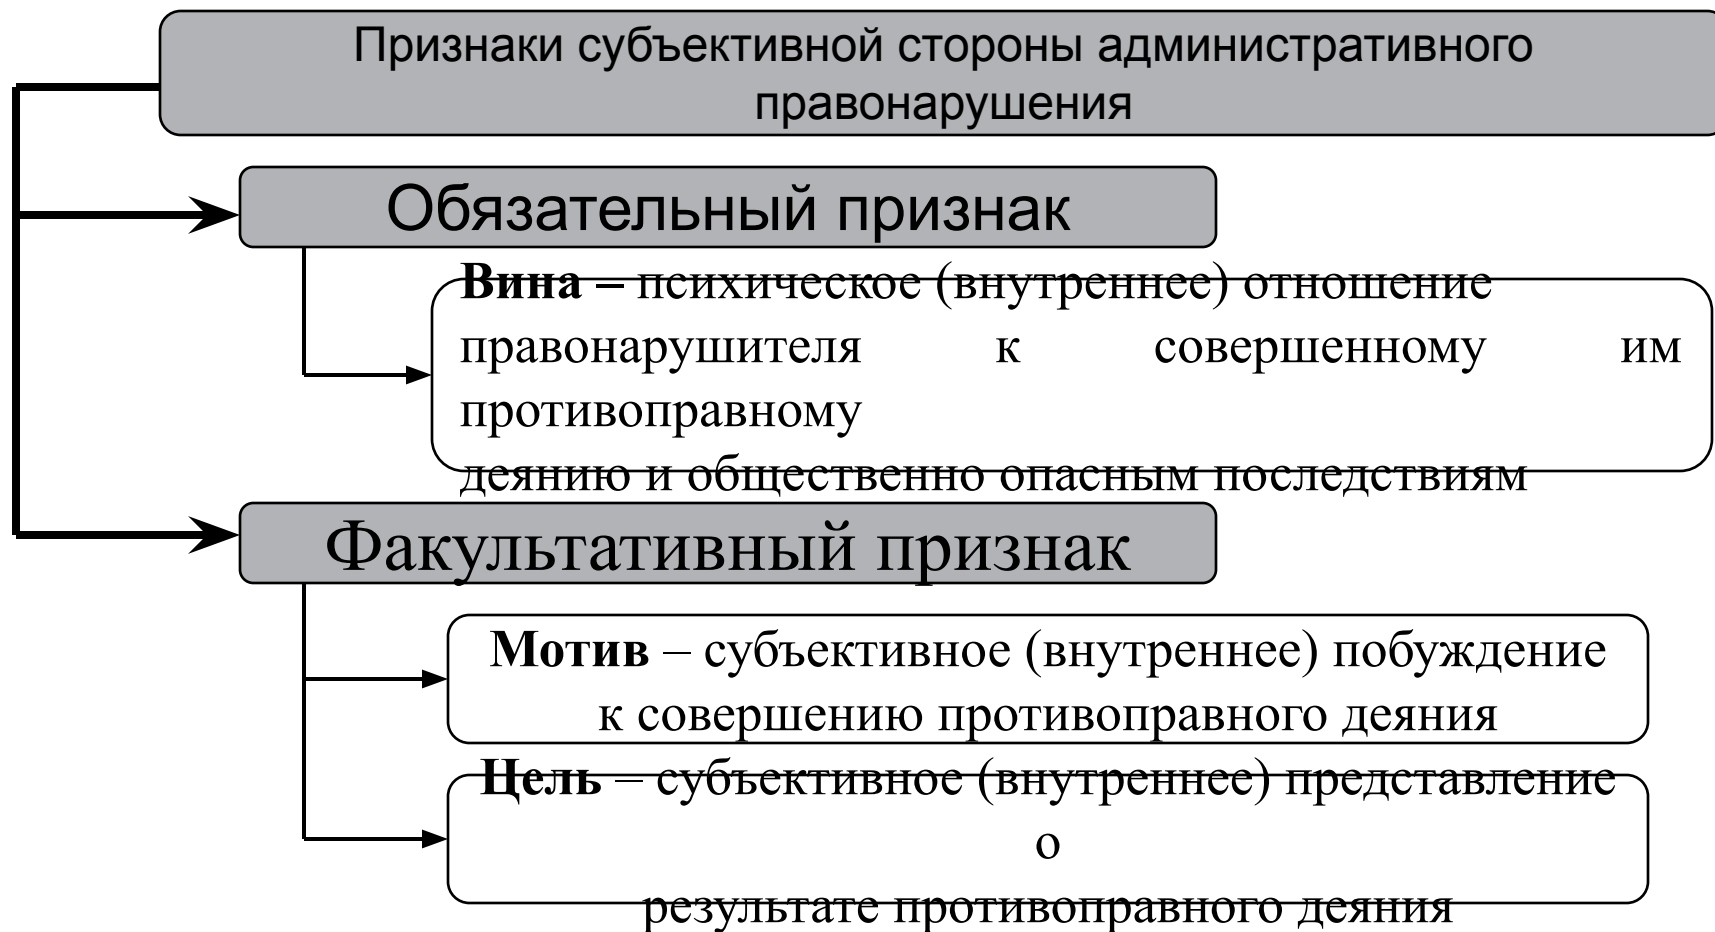 Признаки субъективной стороны административного
правонарушения
Обязательный признак
Вина – психическое (внутреннее) отношение
правонарушителя к совершенному им
противоправному
деянию и общественно опасным последствиям
Факультативный признак
Мотив – субъективное (внутреннее) побуждение
к совершению противоправного деяния
Цель – субъективное (внутреннее) представление
о
результате противоправного деяния